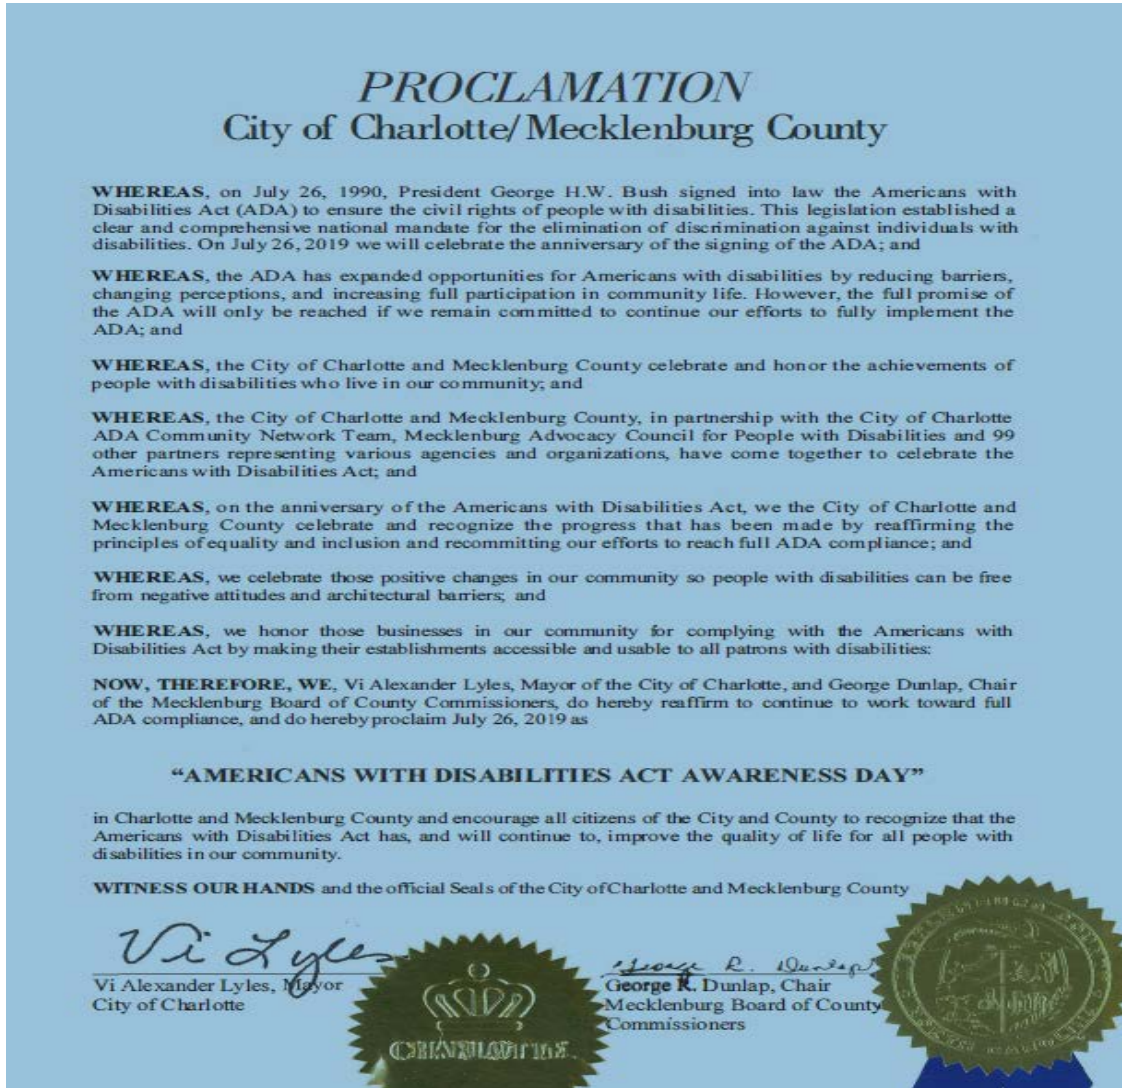 PROCLAMATION
City of Charlotte/Mecklenburg County
WHEREAS, on July 26, 1990, President George H.W. Bush signed into law the Americans with
Disabilities Act (ADA) to ensure the civil rights of people with disabilities. This legislation established a
clear and comprehensive national mandate for the elimination of discrimination against individuals with
disabilities. On July 26, 2019 we will celebrate the anniversary of the signing of the ADA; and
WHEREAS, the ADA has expanded opportunities for Americans with disabilities by reducing barriers,
changing perceptions, and increasing full participation in community life. However, the full promise of
the ADA will only be reached if we remain committed to continue our efforts to fully implement the
ADA; and
WHEREAS, the City of Charlotte and Mecklenburg County celebrate and honor the achievements of
people with disabilities who live in our community; and
WHEREAS, the City of Charlotte and Mecklenburg County, in partnership with the City of Charlotte
ADA Community Network Team, Mecklenburg Advocacy Council for People with Disabilities and 99
other partners representing various agencies and organizations, have come together to celebrate the
Americans with Disabilities Act; and
WHEREAS, on the anniversary of the Americans with Disabilities Act, we the City of Charlotte and
Mecklenburg County celebrate and recognize the progress that has been made by reaffirming the
principles of equality and inclusion and recommitting our efforts to reach full ADA compliance; and
WHEREAS, we celebrate those positive changes in our community so people with disabilities can be free
from negative attitudes and architectural barriers; and
WHEREAS, we honor those businesses in our community for complying with the Americans with
Disabilities Act by making their establishments accessible and usable to all patrons with disabilities:
NOW, THEREFORE, WE, Vi Alexander Lyles, Mayor of the City of Charlotte, and George Dunlap, Chair
of the Mecklenburg Board of County Commissioners, do hereby reaffirm to continue to work toward full
ADA compliance, and do hereby proclaim July 26, 2019 as
“AMERICANS WITH DISABILITIES ACT AWARENESS DAY”
in Charlotte and Mecklenburg County and encourage all citizens of the City and County to recognize that the
Americans with Disabilities Act has, and will continue to, improve the quality of life for all people with
disabilities in our community.
WITNESS OUR HANDS and the official Seals of the City of Charlotte and Mecklenburg County
Vi Lyles
George R. Dunlap
Vi Alexander Lyles, Mayor
City of Charlotte
George R. Dunlap, Chair
Mecklenburg Board of County
Commissioners
CHARLOTTE